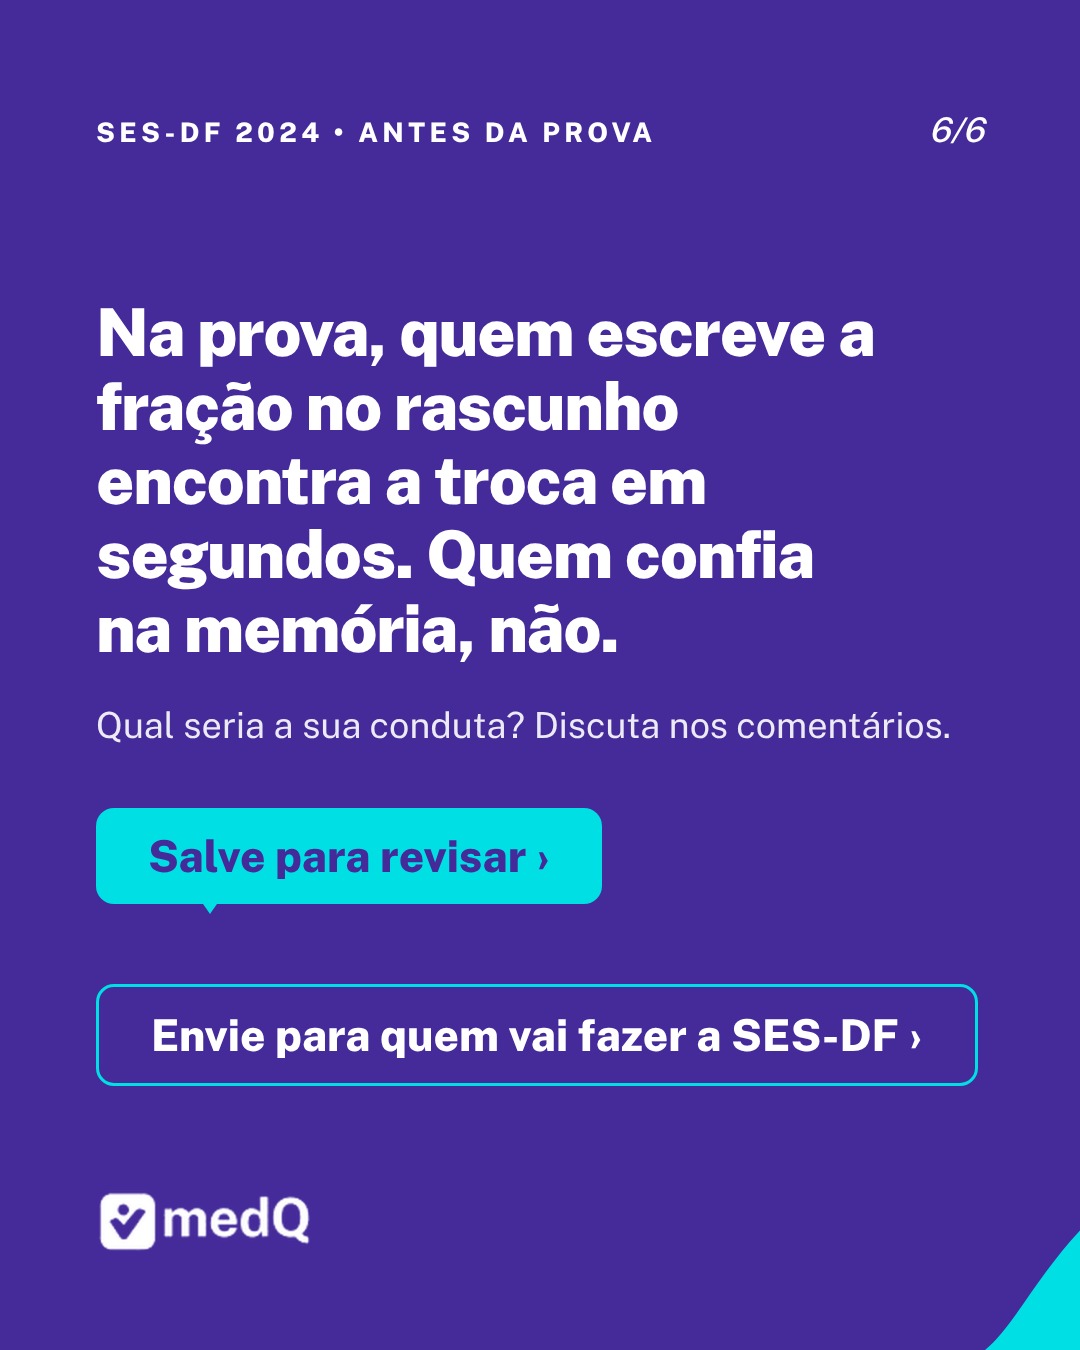 SES-DF 2024 • ANTES DA PROVA
6/6
Na prova, quem escreve a
fração no rascunho
encontra a troca em
segundos. Quem confia
na memória, não.
Qual seria a sua conduta? Discuta nos comentários.
Salve para revisar ›
Envie para quem vai fazer a SES-DF ›
medQ